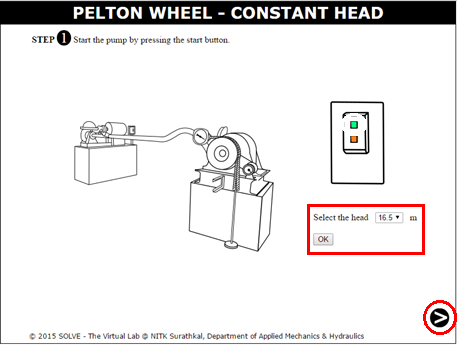 PELTON WHEEL – CONSTANT HEAD
STEP 1 Start the pump by pressing the start button.
Select the head 16.5 m
OK
>
© 2015 SOLVE - The Virtual Lab @ NITK Surathkal, Department of Applied Mechanics & Hydraulics